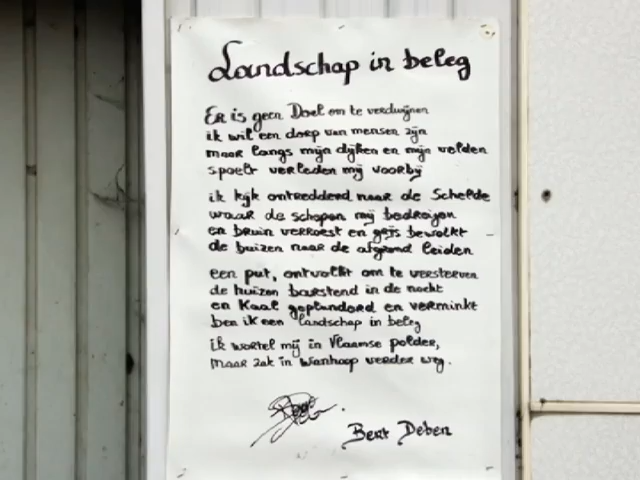 Landschap in beleg
Er is geen Doel om te verdwijnen
ik wil een dorp van mensen zijn
maar langs mijn dijken en mijn velden
spoelt verleden mij voorbij
ik kijk ontredderd naar de Schelde
waar de schepen mij bedreigen
en bruin verroest en grijs bewolkt
de buizen naar de afgrond leiden
een put, ontvolkt om te versterven
de huizen barstend in de nacht
en Kaal geplunderd en verminkt
ben ik een landschap in beleg
ik wortel mij in Vlaamse polder,
maar zak in wanhoop verder weg.
Bert Deben